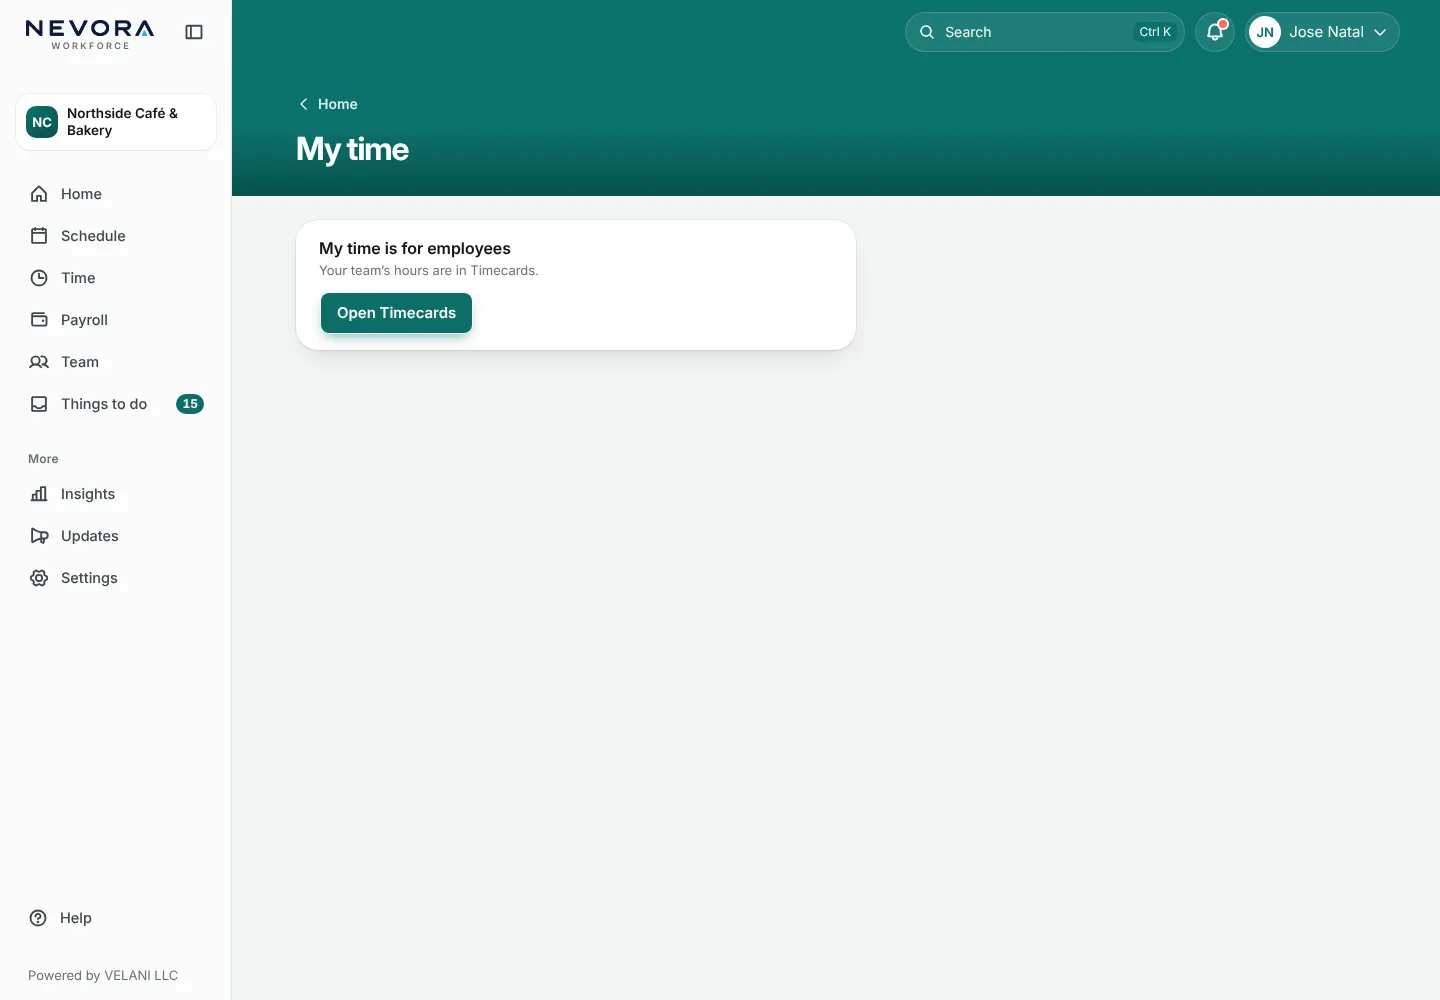 NEVORA
WORKFORCE
Search
Ctrl K
JN
Jose Natal
NC
Northside Café &
Bakery
Home
My time
Home
Schedule
Time
Payroll
Team
Things to do
15
More
Insights
Updates
Settings
My time is for employees
Your team’s hours are in Timecards.
Open Timecards
Help
Powered by VELANI LLC